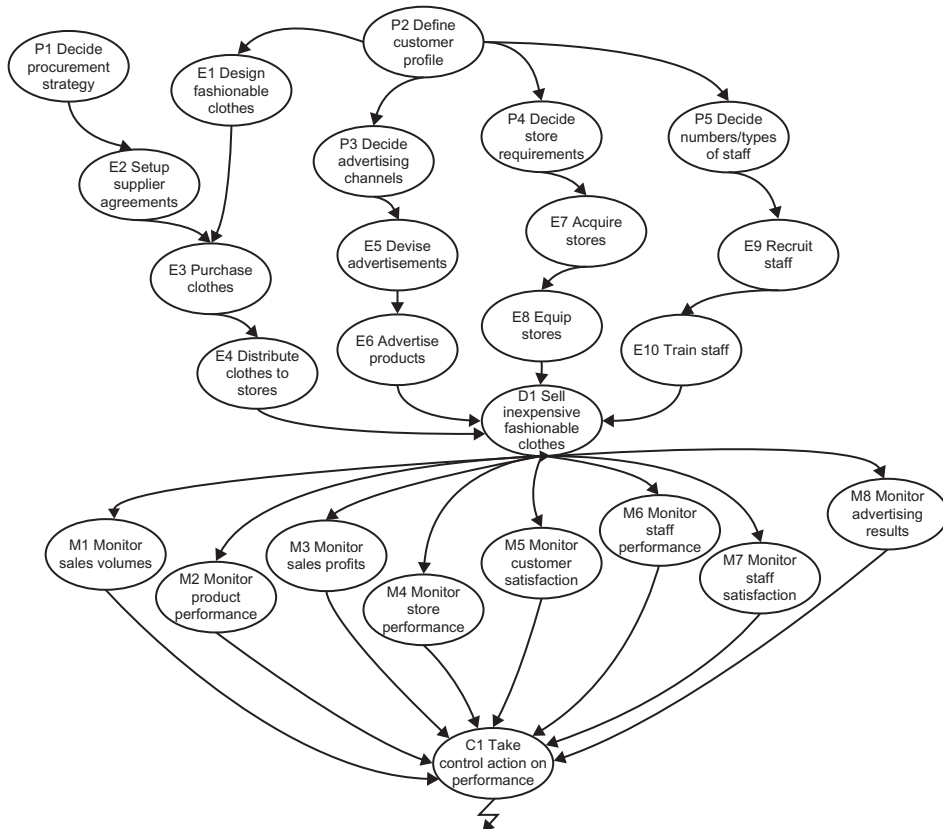 P2 Define
customer
profile
P1 Decide
procurement
strategy
E1 Design
fashionable
clothes
P3 Decide
advertising
channels
P4 Decide
store
requirements
P5 Decide
numbers/types
of staff
E2 Setup
supplier
agreements
E5 Devise
advertisements
E7 Acquire
stores
E9 Recruit
staff
E3 Purchase
clothes
E8 Equip
stores
E6 Advertise
products
E10 Train staff
E4 Distribute
clothes to
stores
D1 Sell
inexpensive
fashionable
clothes
M1 Monitor
sales volumes
M2 Monitor
product
performance
M3 Monitor
sales profits
M4 Monitor
store
performance
M5 Monitor
customer
satisfaction
M6 Monitor
staff
performance
M7 Monitor
staff
satisfaction
M8 Monitor
advertising
results
C1 Take
control action on
performance